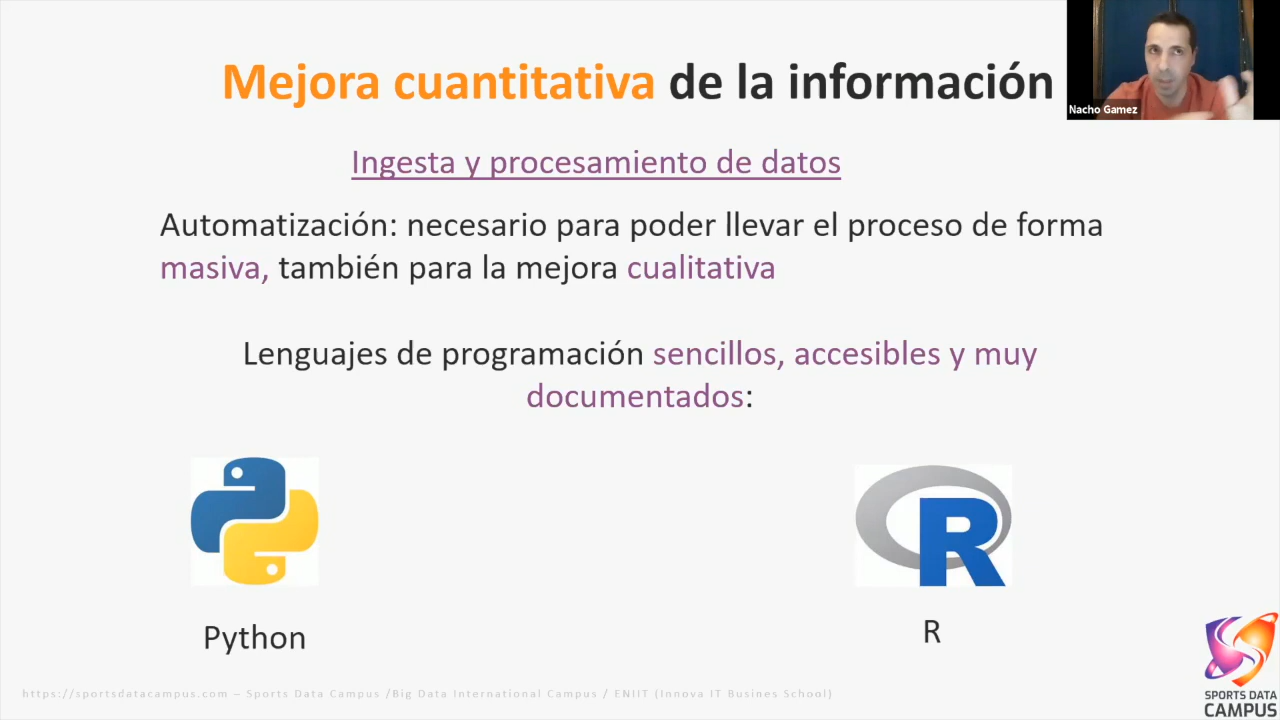 Mejora cuantitativa de la información
Nacho Gamez
Ingesta y procesamiento de datos
Automatización: necesario para poder llevar el proceso de forma
masiva, también para la mejora cualitativa
Lenguajes de programación sencillos, accesibles y muy
documentados:
R
Python
R
https://sportsdatacampus.com – Sports Data Campus /Big Data International Campus / ENIIT (Innova IT Busines School)
SPORTS DATA
CAMPUS